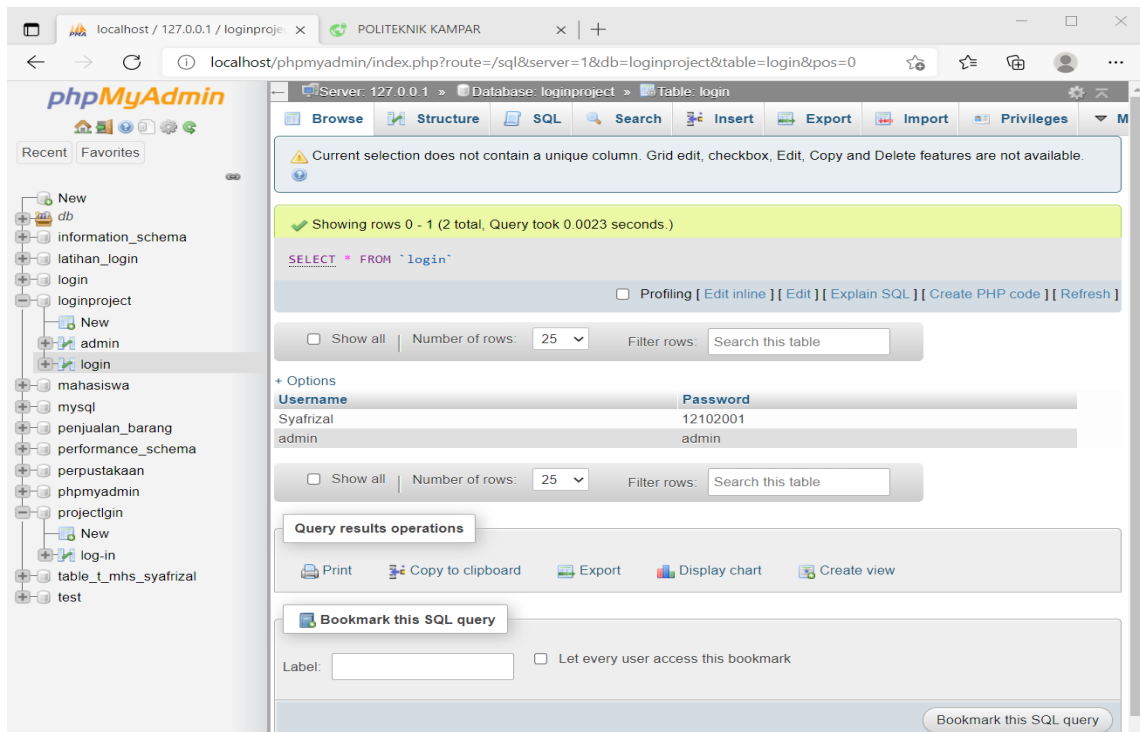 localhost / 127.0.0.1 / loginproje
POLITEKNIK KAMPAR
localhost/phpmyadmin/index.php?route=/sql&server=1&db=loginproject&table=login&pos=0
phpMyAdmin
Recent Favorites
New
db
information_schema
latihan_login
login
loginproject
New
admin
login
mahasiswa
mysql
penjualan_barang
performance_schema
perpustakaan
phpmyadmin
projectlgin
New
log-in
table_t_mhs_syafrizal
test
Server: 127.0.0.1 » Database: loginproject » Table: login
Browse Structure SQL Search Insert Export Import Privileges M
Current selection does not contain a unique column. Grid edit, checkbox, Edit, Copy and Delete features are not available.
Showing rows 0 - 1 (2 total, Query took 0.0023 seconds.)
SELECT * FROM `login`
Profiling [ Edit inline ] [ Edit ] [ Explain SQL ] [ Create PHP code ] [ Refresh ]
Show all | Number of rows: 25 Filter rows: Search this table
+ Options
Username Password
Syafrizal 12102001
admin admin
Show all | Number of rows: 25 Filter rows: Search this table
Query results operations
Print Copy to clipboard Export Display chart Create view
Bookmark this SQL query
Label: Let every user access this bookmark
Bookmark this SQL query